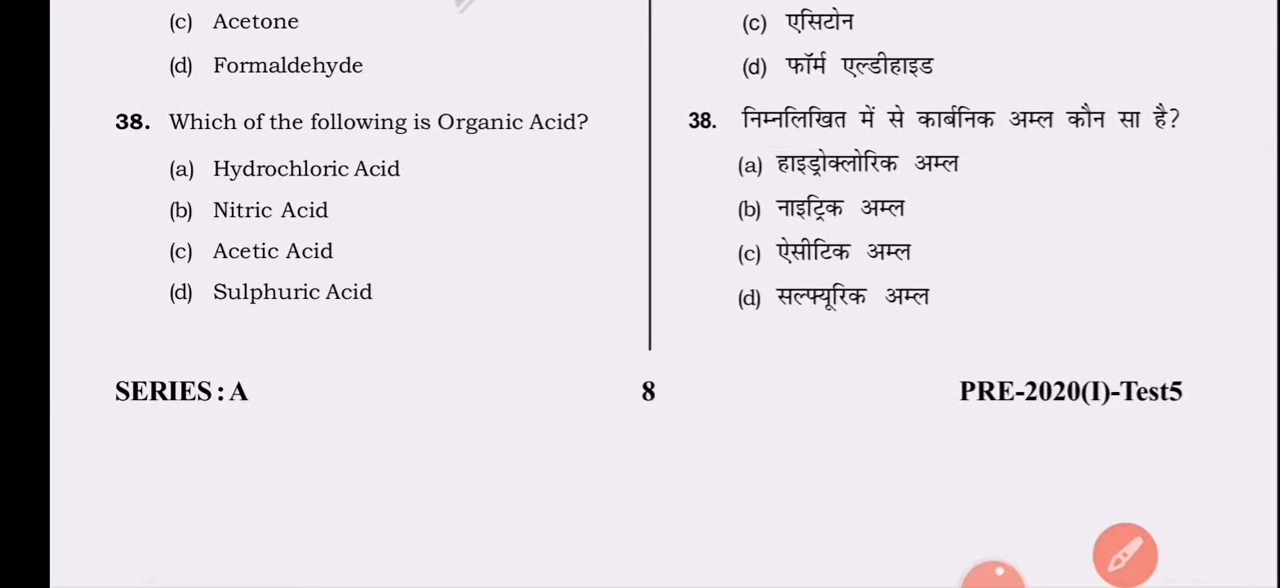 (c) Acetone
(d) Formaldehyde
38. Which of the following is Organic Acid?
(a) Hydrochloric Acid
(b) Nitric Acid
(c) Acetic Acid
(d) Sulphuric Acid
(c) एसिटोन
(d) फॉर्म एल्डीहाइड
38. निम्नलिखित में से कार्बनिक अम्ल कौन सा है?
(a) हाइड्रोक्लोरिक अम्ल
(b) नाइट्रिक अम्ल
(c) ऐसीटिक अम्ल
(d) सल्फ्यूरिक अम्ल
SERIES : A 8 PRE-2020(I)-Test5